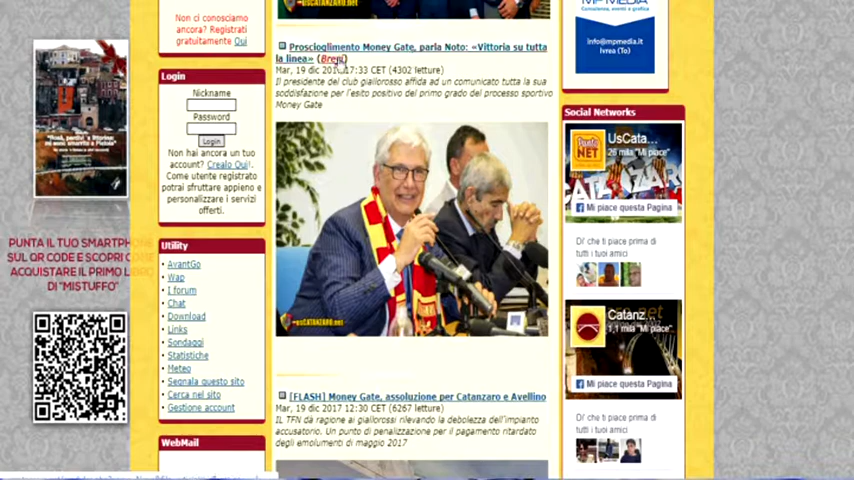 Non ci conosciamo
ancora? Registrati
gratuitamente Qui
Login
Nickname
Password
Login
Non hai ancora un tuo
account? Crealo Qui!.
Come utente registrato
potrai sfruttare appieno e
personalizzare i servizi
offerti.
Utility
• AvantGo
• Wap
• I forum
• Chat
• Download
• Links
• Sondaggi
• Statistiche
• Meteo
• Segnala questo sito
• Cerca nel sito
• Gestione account
WebMail
PUNTA IL TUO SMARTPHONE
SUL QR CODE E SCOPRI COME
ACQUISTARE IL PRIMO LIBRO
DI "MISTUFFO"
Proscioglimento Money Gate, parla Noto: «Vittoria su tutta
la linea» (Brevi)
Mar, 19 dic 2017 17:33 CET (4302 letture)
Il presidente del club giallorosso affida ad un comunicato tutta la sua
soddisfazione per l'esito positivo del primo grado del processo sportivo
Money Gate
usCATANZARO.net
[FLASH] Money Gate, assoluzione per Catanzaro e Avellino
Mar, 19 dic 2017 12:30 CET (6267 letture)
IL TFN dà ragione ai giallorossi rilevando la debolezza dell'impianto
accusatorio. Un punto di penalizzazione per il pagamento ritardato
degli emolumenti di maggio 2017
MP MEDIA
Consulenze, eventi e grafica
info@mpmedia.it
Ivrea (To)
Social Networks
UsCata...
26 mila "Mi piace"
Mi piace questa Pagina
Di' che ti piace prima di
tutti i tuoi amici
Catanz...
1,1 mila "Mi piace"
Mi piace questa Pagina
Di' che ti piace prima di
tutti i tuoi amici